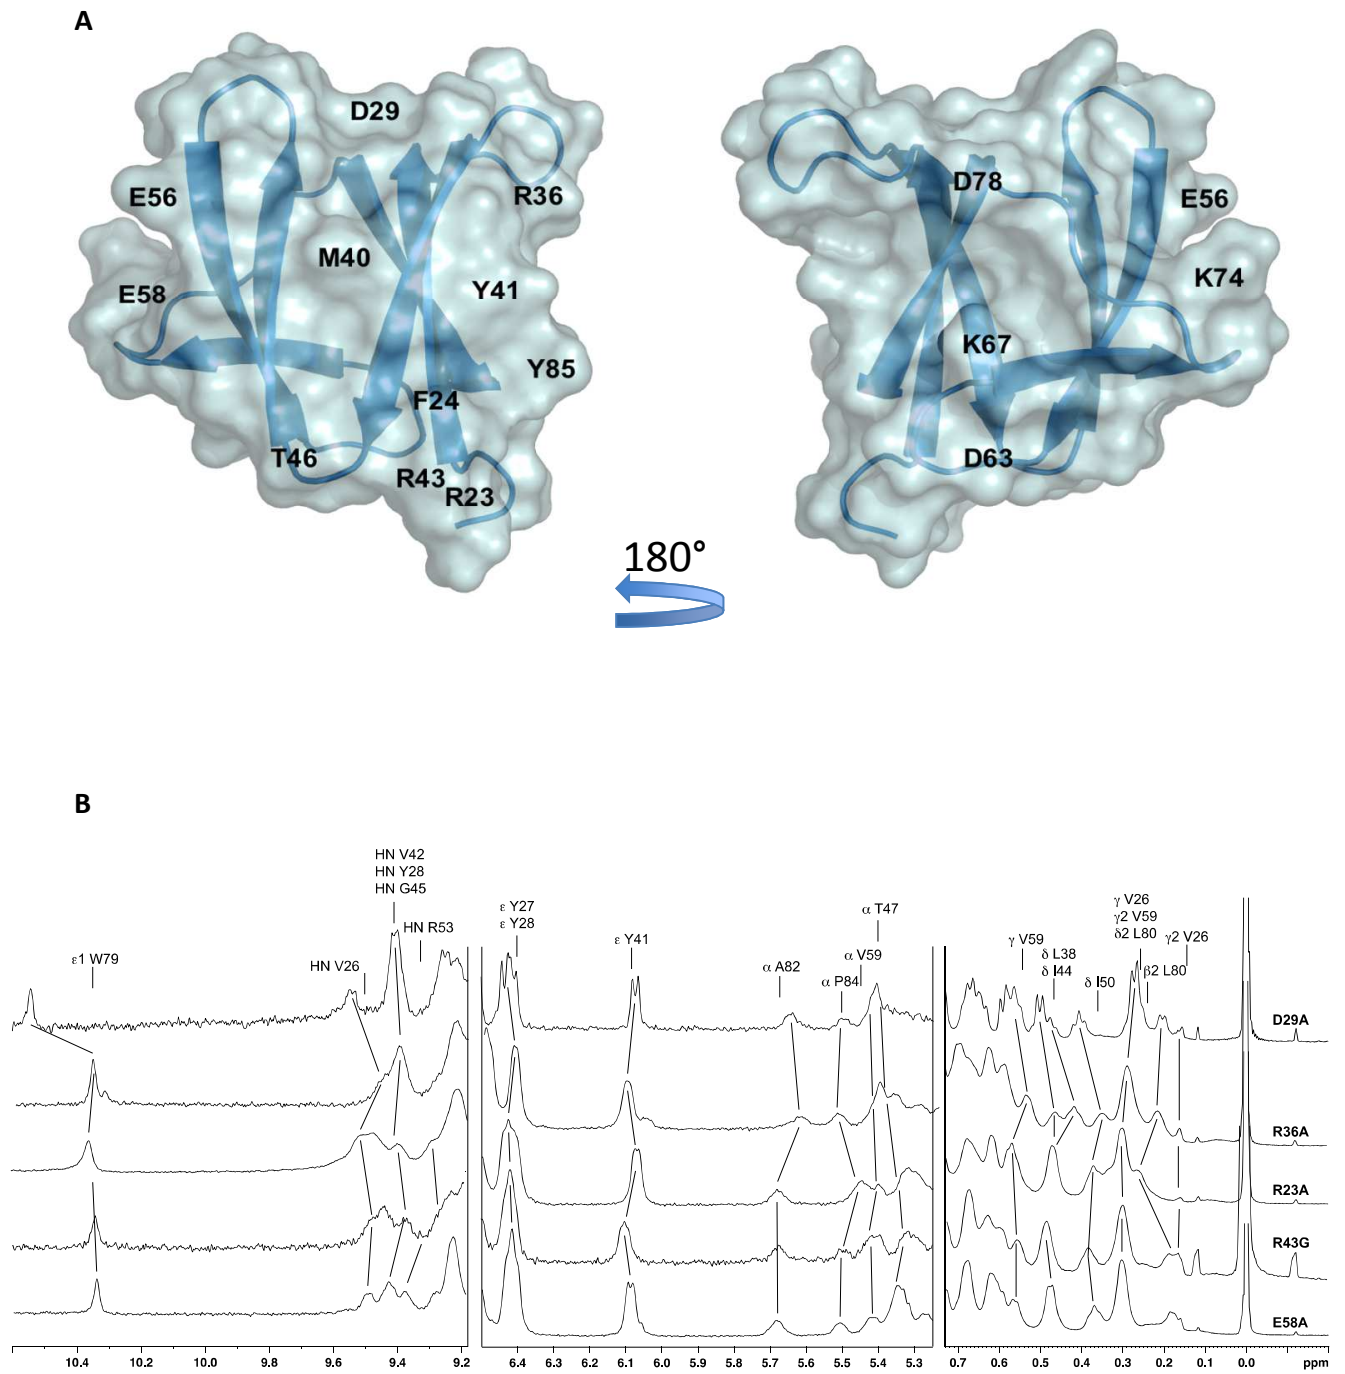 A
D29
E56
R36
M40
E58
Y41
Y85
F24
T46
R43
R23
D78
E56
K74
K67
D63
180°
B
HN V42
HN Y28
HN G45
HN R53
ε1 W79
HN V26
ε Y27
ε Y28
ε Y41
α T47
α V59
α A82
α P84
γ V26
γ2 V59
δ2 L80
γ V59
γ2 V26
δ L38
δ I44
β2 L80
δ I50
D29A
R36A
R23A
R43G
E58A
10.4 10.2 10.0 9.8 9.6 9.4 9.2
6.4 6.3 6.2 6.1 6.0 5.9 5.8 5.7 5.6 5.5 5.4 5.3
0.7 0.6 0.5 0.4 0.3 0.2 0.1 0.0 ppm